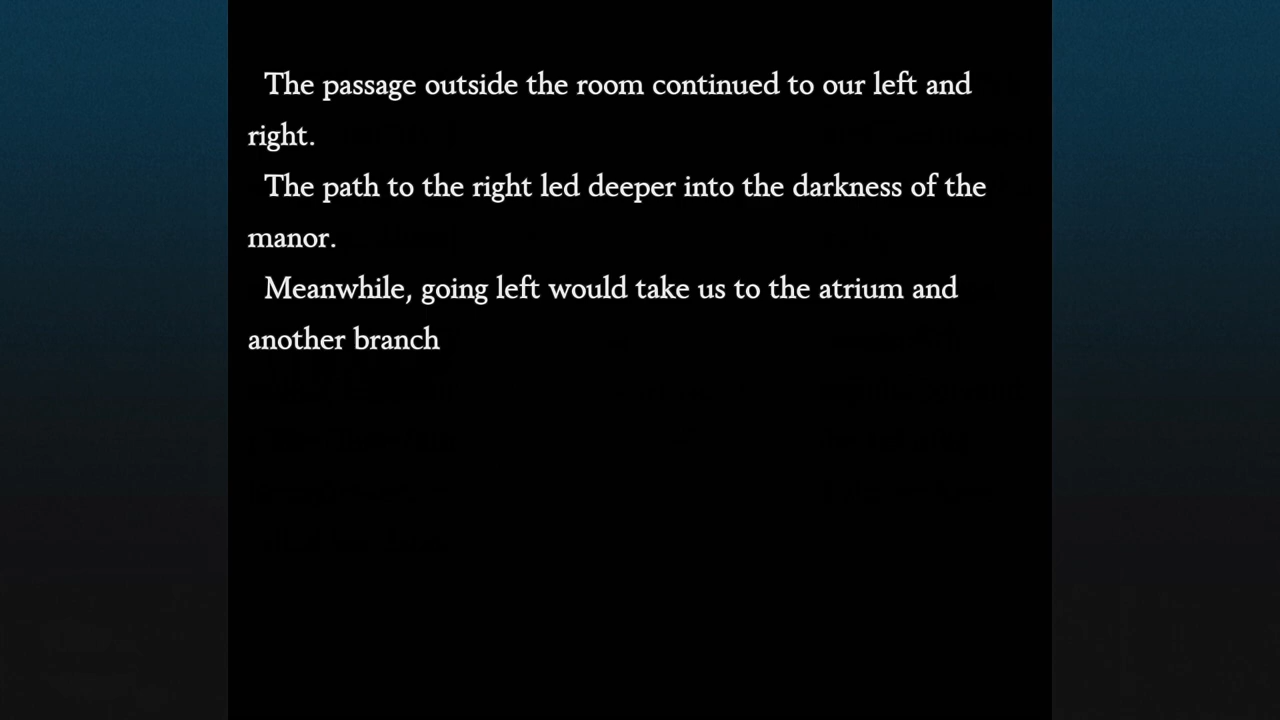 The passage outside the room continued to our left and
right.
The path to the right led deeper into the darkness of the
manor.
Meanwhile, going left would take us to the atrium and
another branch